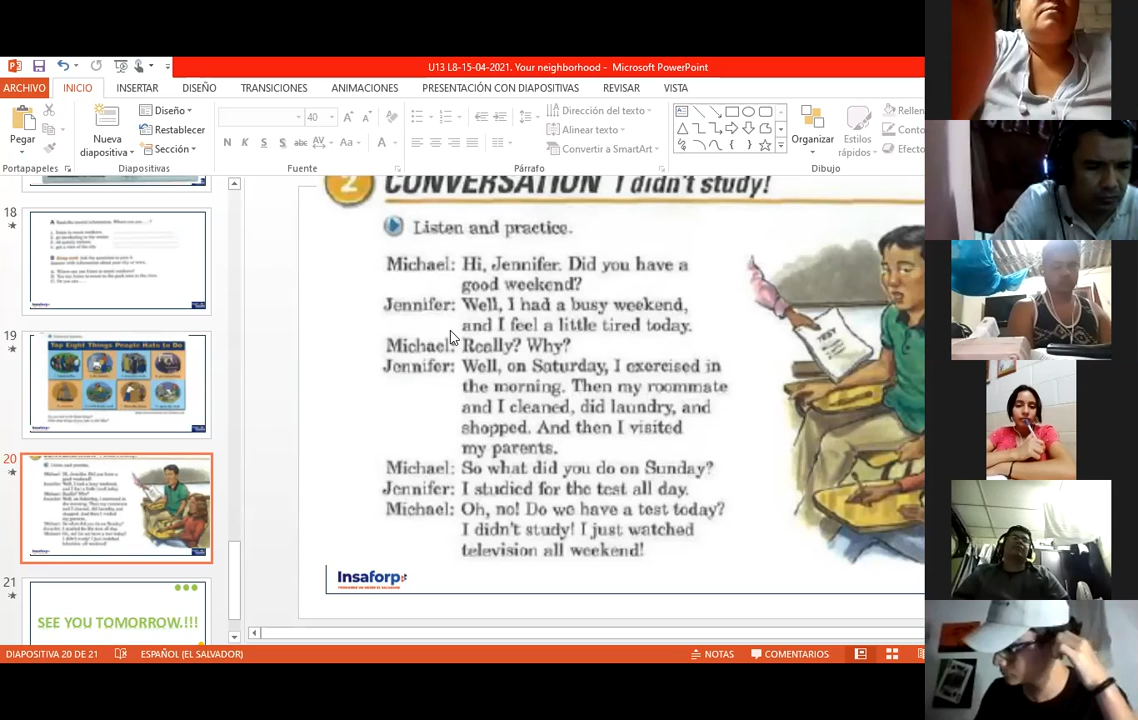 U13 L8-15-04-2021. Your neighborhood - Microsoft PowerPoint
ARCHIVO INICIO INSERTAR DISEÑO TRANSICIONES ANIMACIONES PRESENTACIÓN CON DIAPOSITIVAS REVISAR VISTA
Pegar
Nueva diapositiva
Diseño
Restablecer
Sección
40
N K S S abc AV Aa A
Dirección del texto
Alinear texto
Convertir a SmartArt
Organizar
Estilos rápidos
Portapapeles Diapositivas Fuente Párrafo Dibujo
18
19
Top Eight Things People Hate to Do
20
21
SEE YOU TOMORROW.!!!
2 CONVERSATION I didn't study!
Listen and practice.
Michael: Hi, Jennifer. Did you have a
good weekend?
Jennifer: Well, I had a busy weekend,
and I feel a little tired today.
Michael: Really? Why?
Jennifer: Well, on Saturday, I exercised in
the morning. Then my roommate
and I cleaned, did laundry, and
shopped. And then I visited
my parents.
Michael: So what did you do on Sunday?
Jennifer: I studied for the test all day.
Michael: Oh, no! Do we have a test today?
I didn't study! I just watched
television all weekend!
Insaforp
DIAPOSITIVA 20 DE 21 ESPAÑOL (EL SALVADOR) NOTAS COMENTARIOS